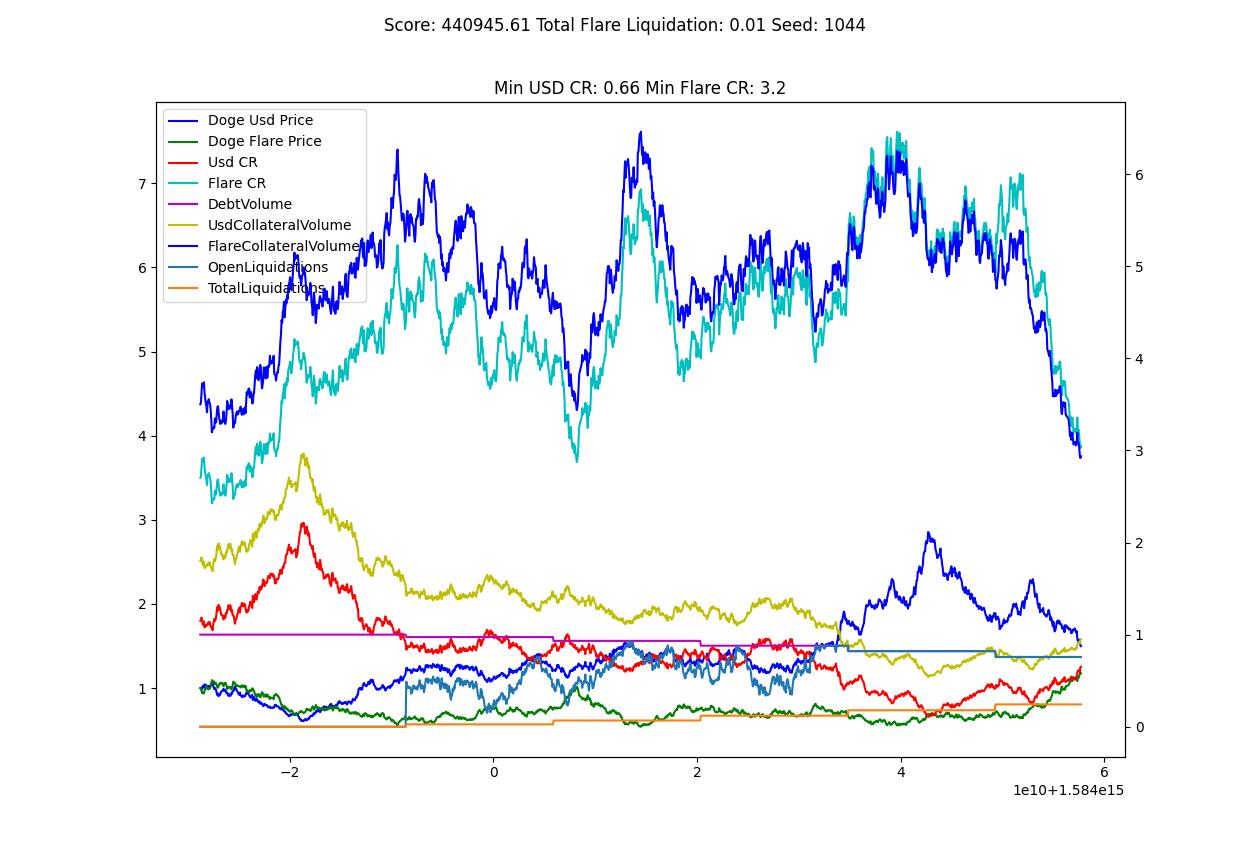 Score: 440945.61 Total Flare Liquidation: 0.01 Seed: 1044
Min USD CR: 0.66 Min Flare CR: 3.2
Doge Usd Price
Doge Flare Price
Usd CR
Flare CR
DebtVolume
UsdCollateralVolume
FlareCollateralVolume
OpenLiquidations
TotalLiquidations
7
6
5
4
3
2
1
6
5
4
3
2
1
0
−2
0
2
4
6
1e10+1.584e15